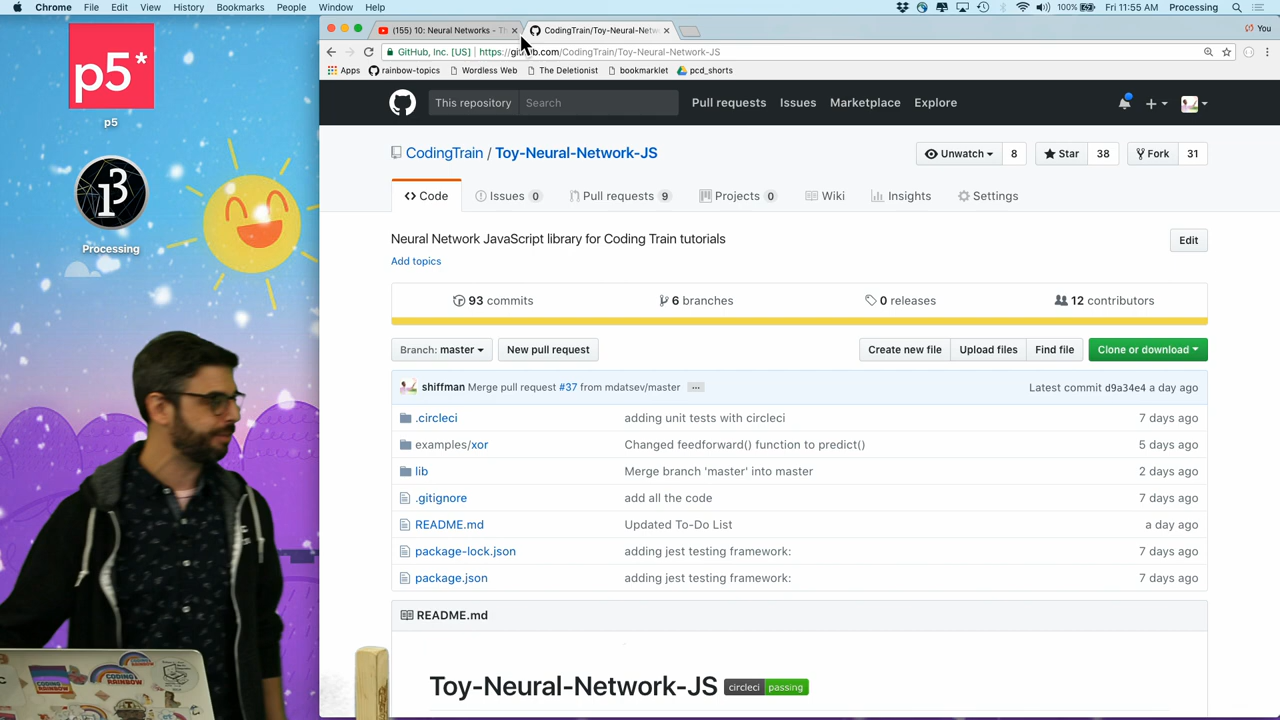 Chrome File Edit View History Bookmarks People Window Help 100% Fri 11:55 AM Processing
(155) 10: Neural Networks - CodingTrain/Toy-Neural-Netw You
GitHub, Inc. [US] https://github.com/CodingTrain/Toy-Neural-Network-JS
Apps rainbow-topics Wordless Web The Deletionist bookmarklet pcd_shorts
p5*
p5
Processing
This repository Search Pull requests Issues Marketplace Explore
CodingTrain / Toy-Neural-Network-JS Unwatch 8 Star 38 Fork 31
Code Issues 0 Pull requests 9 Projects 0 Wiki Insights Settings
Neural Network JavaScript library for Coding Train tutorials Edit
Add topics
93 commits 6 branches 0 releases 12 contributors
Branch: master New pull request Create new file Upload files Find file Clone or download
shiffman Merge pull request #37 from mdatsev/master ... Latest commit d9a34e4 a day ago
.circleci adding unit tests with circleci 7 days ago
examples/xor Changed feedforward() function to predict() 5 days ago
lib Merge branch 'master' into master 2 days ago
.gitignore add all the code 7 days ago
README.md Updated To-Do List a day ago
package-lock.json adding jest testing framework: 7 days ago
package.json adding jest testing framework: 7 days ago
README.md
Toy-Neural-Network-JS circleci passing
CODING
RAINBOW